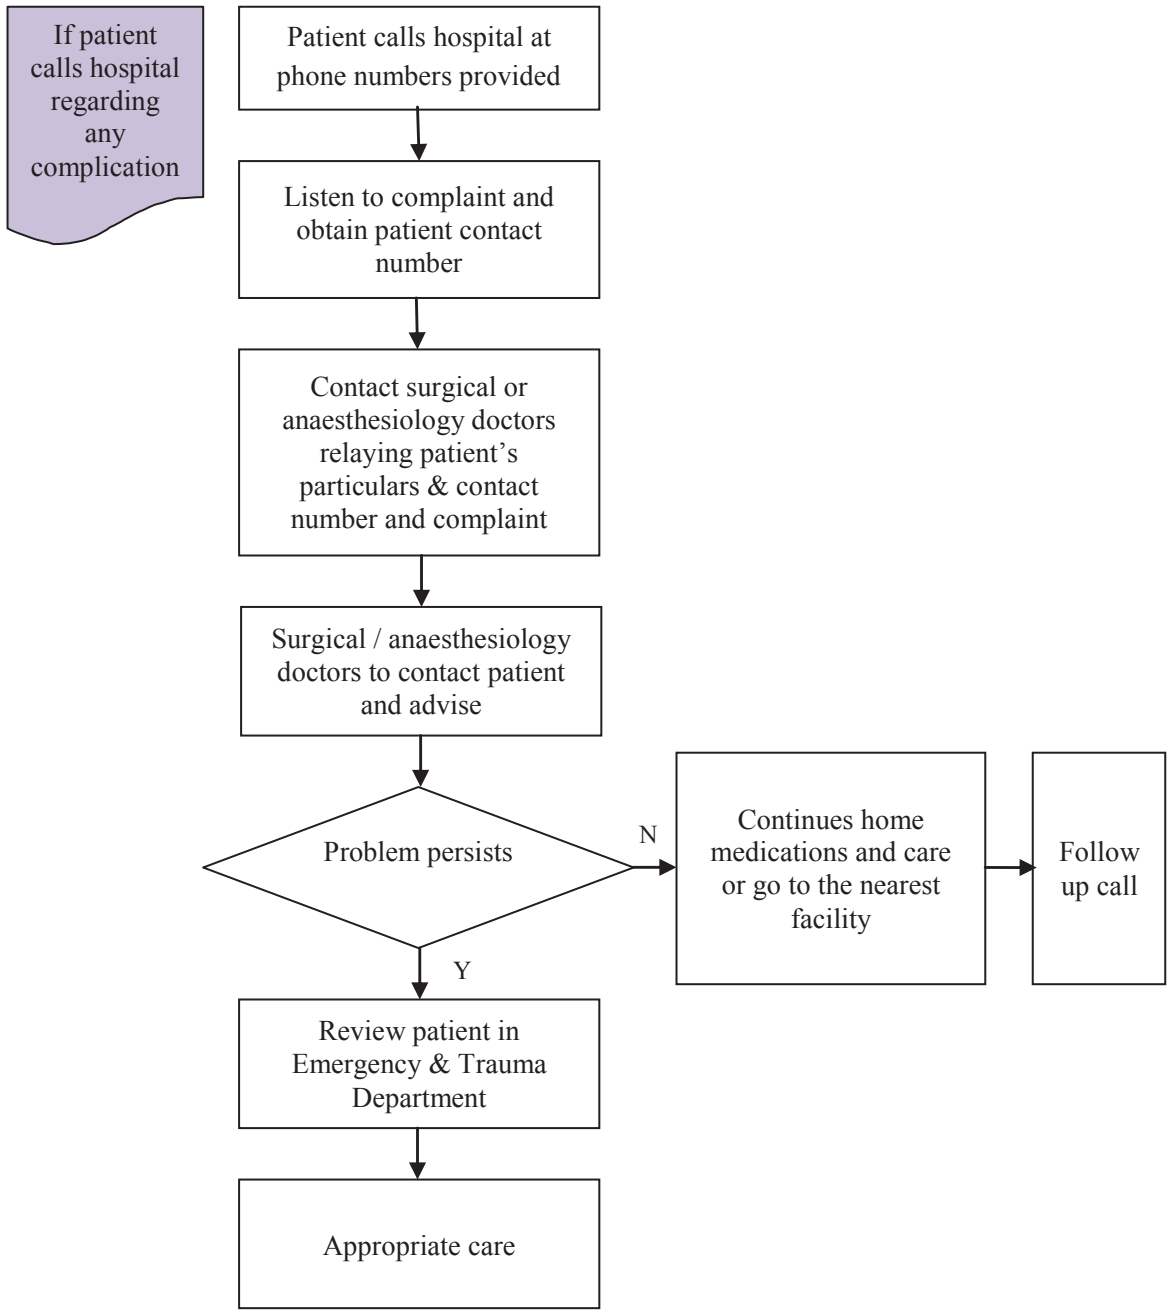 If patient
calls hospital
regarding
any
complication
Patient calls hospital at
phone numbers provided
Listen to complaint and
obtain patient contact
number
Contact surgical or
anaesthesiology doctors
relaying patient’s
particulars & contact
number and complaint
Surgical / anaesthesiology
doctors to contact patient
and advise
Problem persists
N
Continues home
medications and care
or go to the nearest
facility
Follow
up call
Y
Review patient in
Emergency & Trauma
Department
Appropriate care